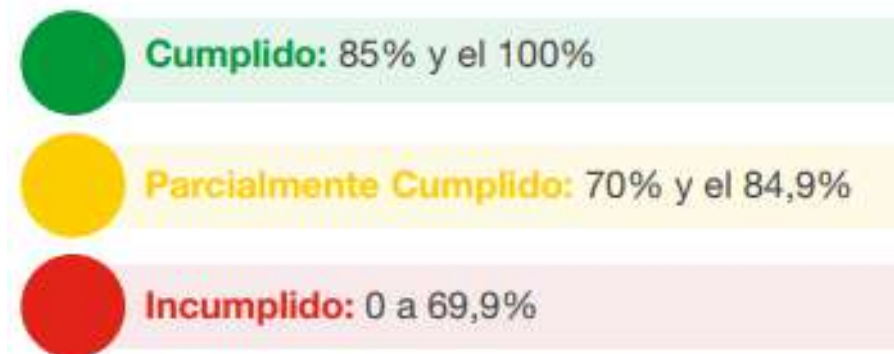 Cumplido: 85% y el 100%
Parcialmente Cumplido: 70% y el 84,9%
Incumplido: 0 a 69,9%